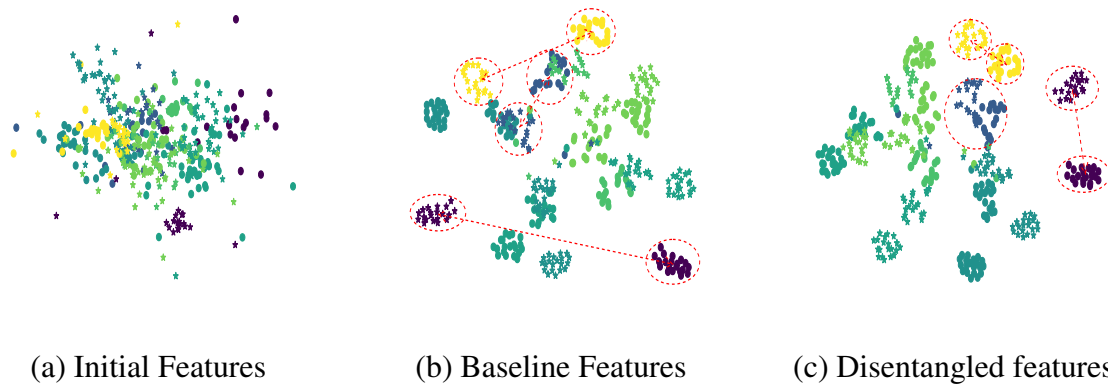 (a) Initial Features
(b) Baseline Features
(c) Disentangled features